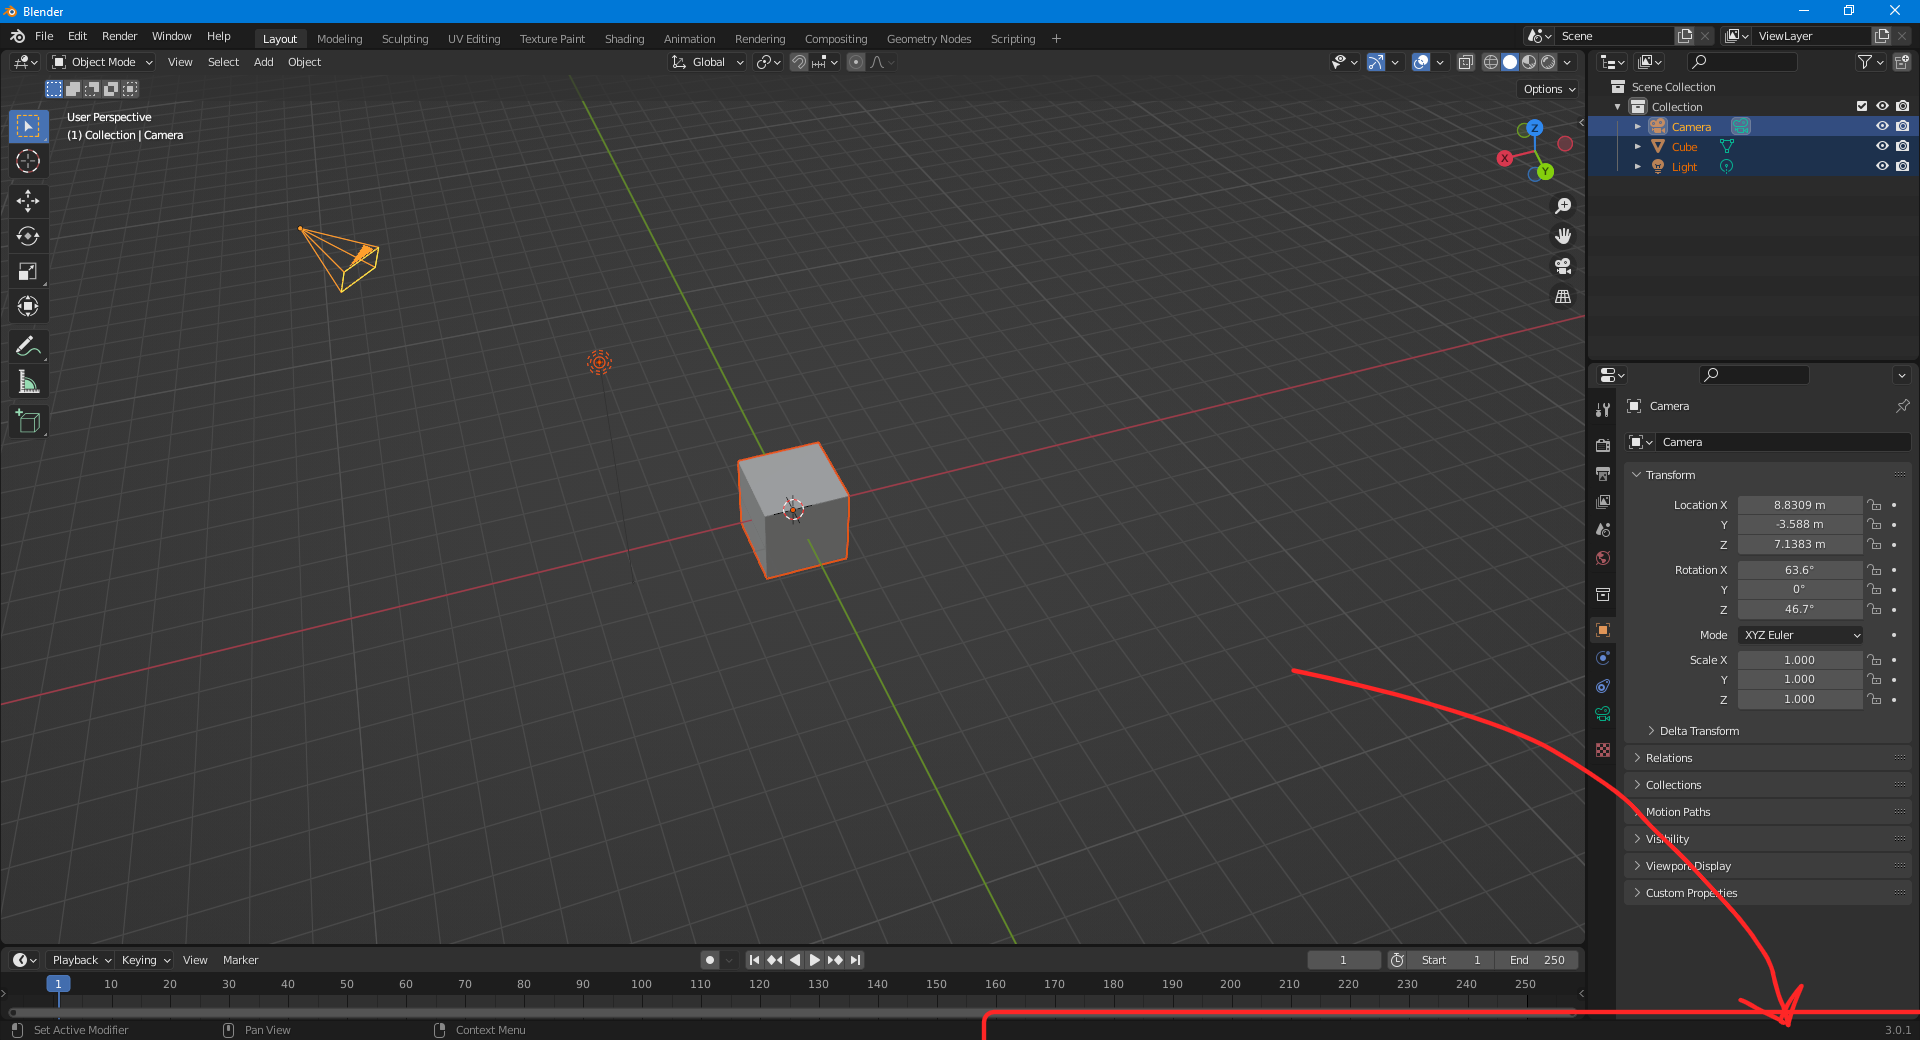 Blender
File Edit Render Window Help Layout Modeling Sculpting UV Editing Texture Paint Shading Animation Rendering Compositing Geometry Nodes Scripting + Scene ViewLayer
Object Mode View Select Add Object Global
Options
User Perspective
(1) Collection | Camera
Z
X
Y
Scene Collection
Collection
Camera
Cube
Light
Camera
Camera
Transform
Location X 8.8309 m
Y -3.588 m
Z 7.1383 m
Rotation X 63.6°
Y 0°
Z 46.7°
Mode XYZ Euler
Scale X 1.000
Y 1.000
Z 1.000
Delta Transform
Relations
Collections
Motion Paths
Visibility
Viewport Display
Custom Properties
Playback Keying View Marker 1 Start 1 End 250
1 10 20 30 40 50 60 70 80 90 100 110 120 130 140 150 160 170 180 190 200 210 220 230 240 250
Set Active Modifier Pan View Context Menu 3.0.1